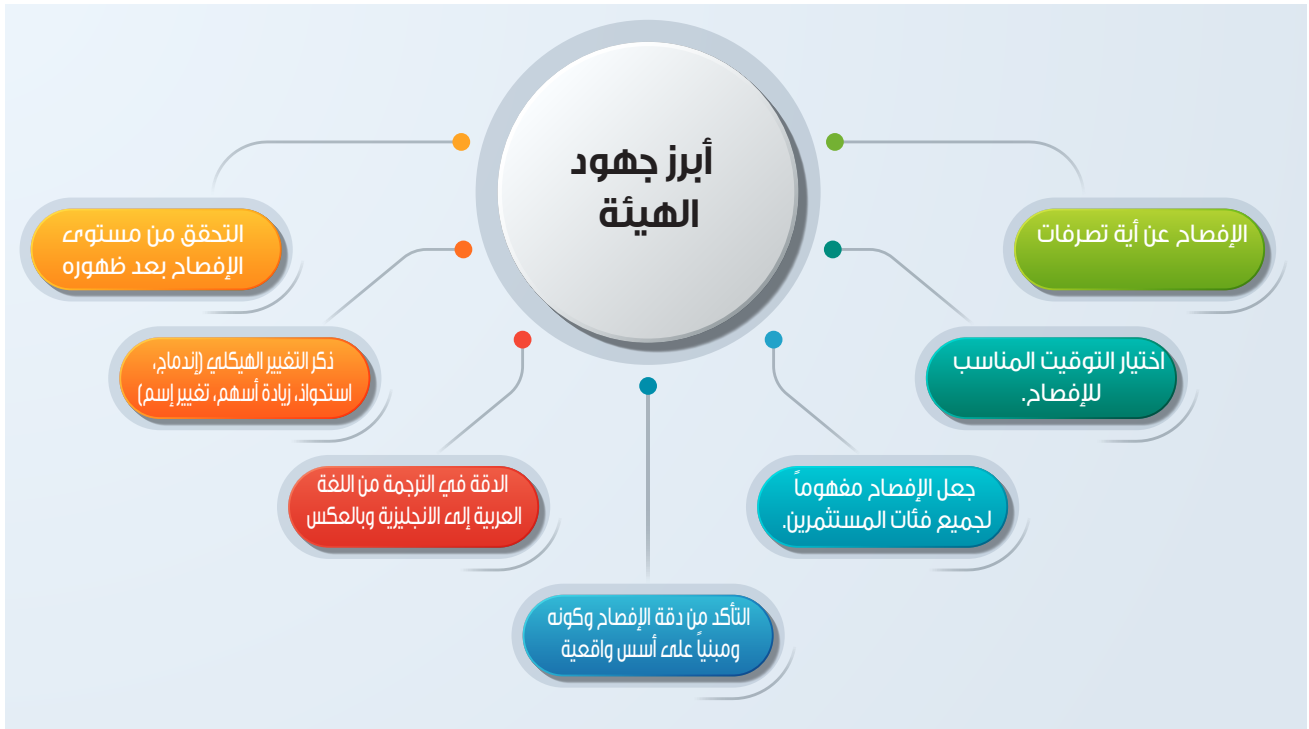 أبرز جهود
الهيئة
الإفصاح عن أية تصرفات
اختيار التوقيت المناسب
للإفصاح.
جعل الإفصاح مفهوماً
لجميع فئات المستثمرين.
التأكد من دقة الإفصاح وكونه
ومبنياً على أسس واقعية
الدقة في الترجمة من اللغة
العربية إلى الانجليزية وبالعكس
ذكر التغيير الهيكلي (إندماج،
استحواذ، زيادة أسهم، تغيير إسم)
التحقق من مستوى
الإفصاح بعد ظهوره